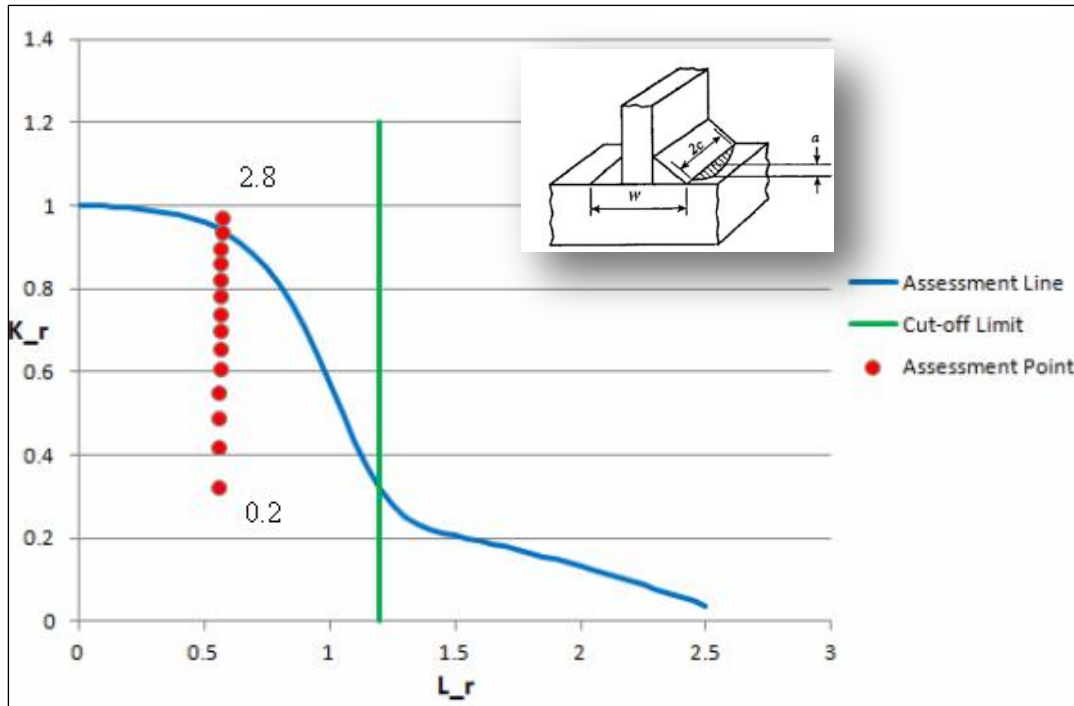 1.4
1.2
1
0.8
K_r
0.6
0.4
0.2
0
0
0.5
1
1.5
2
2.5
3
L_r
2.8
0.2
2c
a
W
Assessment Line
Cut-off Limit
Assessment Point